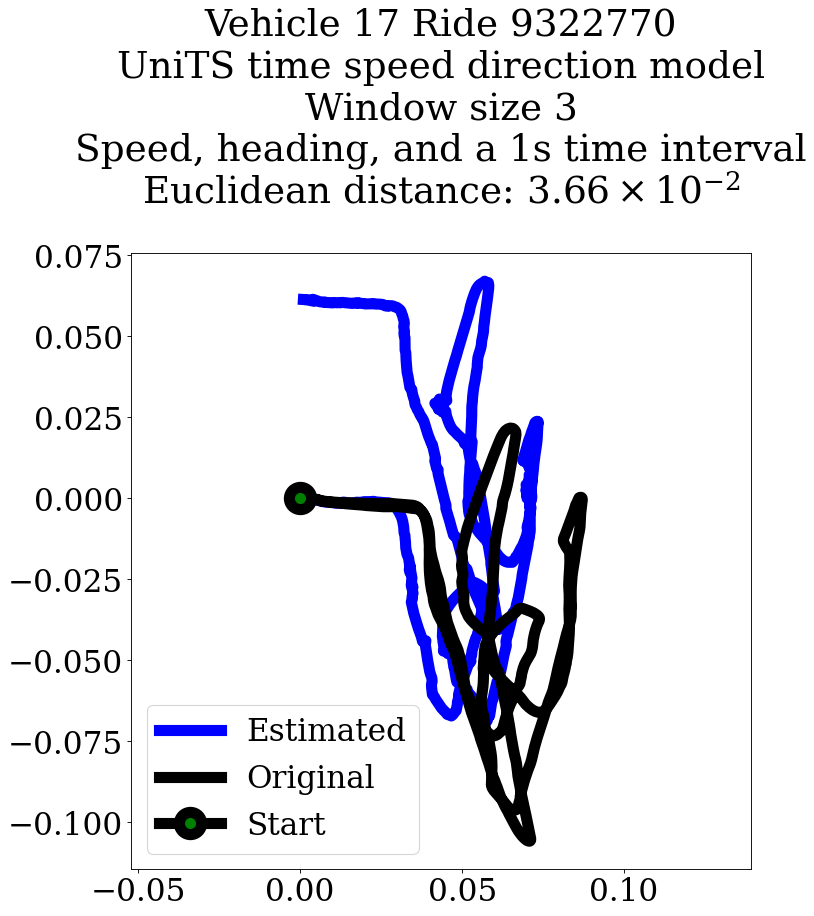 Vehicle 17 Ride 9322770
UniTS time speed direction model
Window size 3
Speed, heading, and a 1s time interval
Euclidean distance: 3.66 × 10⁻²
0.075
0.050
0.025
0.000
−0.025
−0.050
−0.075
−0.100
Estimated
Original
Start
−0.05 0.00 0.05 0.10